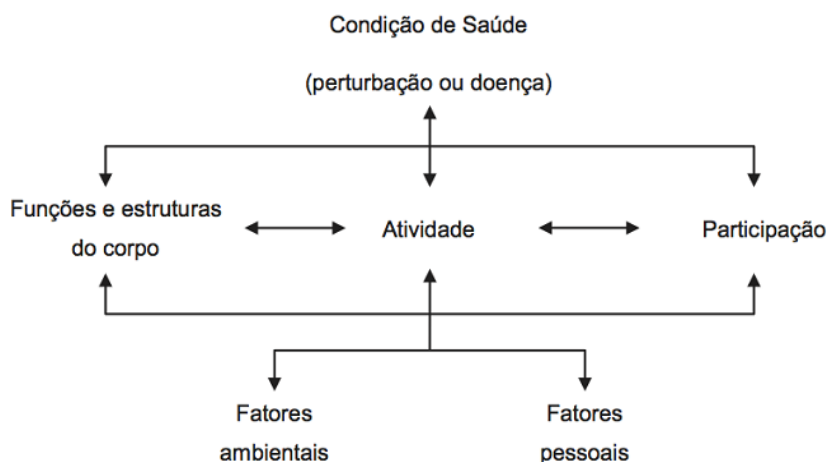 Condição de Saúde
(perturbação ou doença)
Funções e estruturas
do corpo
Atividade
Participação
Fatores
ambientais
Fatores
pessoais